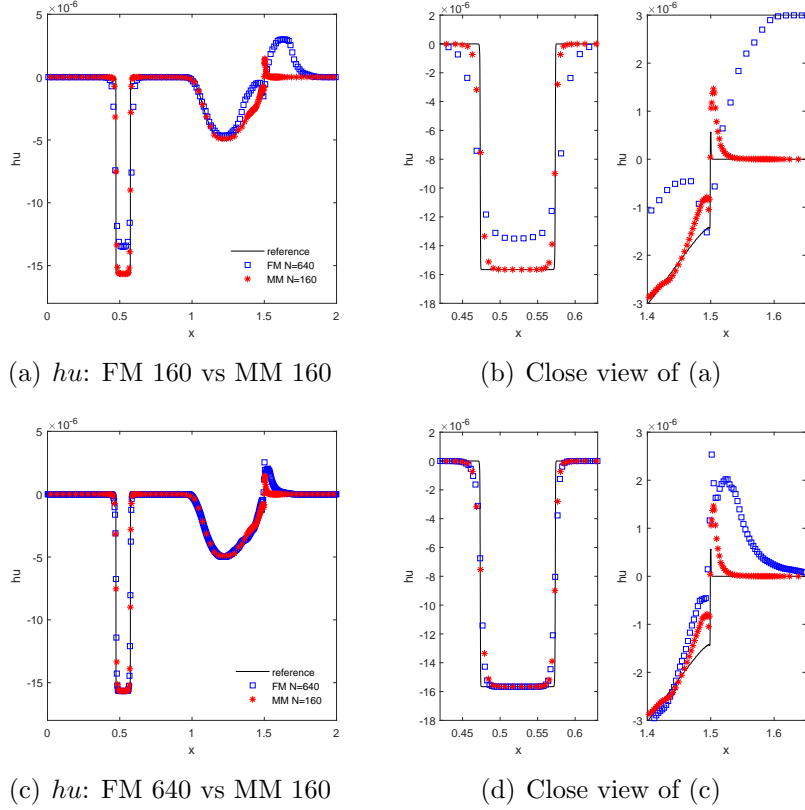 ×10⁻⁶
5
0
-5
-10
-15
hu
reference
FM N=640
MM N=160
0 0.5 1 1.5 2
x
×10⁻⁶
2
0
-2
-4
-6
-8
-10
-12
-14
-16
-18
hu
0.45 0.5 0.55 0.6
x
×10⁻⁶
3
2
1
0
-1
-2
-3
hu
1.4 1.5 1.6
x
(a) hu: FM 160 vs MM 160
(b) Close view of (a)
×10⁻⁶
5
0
-5
-10
-15
hu
reference
FM N=640
MM N=160
0 0.5 1 1.5 2
x
×10⁻⁶
2
0
-2
-4
-6
-8
-10
-12
-14
-16
-18
hu
0.45 0.5 0.55 0.6
x
×10⁻⁶
3
2
1
0
-1
-2
-3
hu
1.4 1.5 1.6
x
(c) hu: FM 640 vs MM 160
(d) Close view of (c)